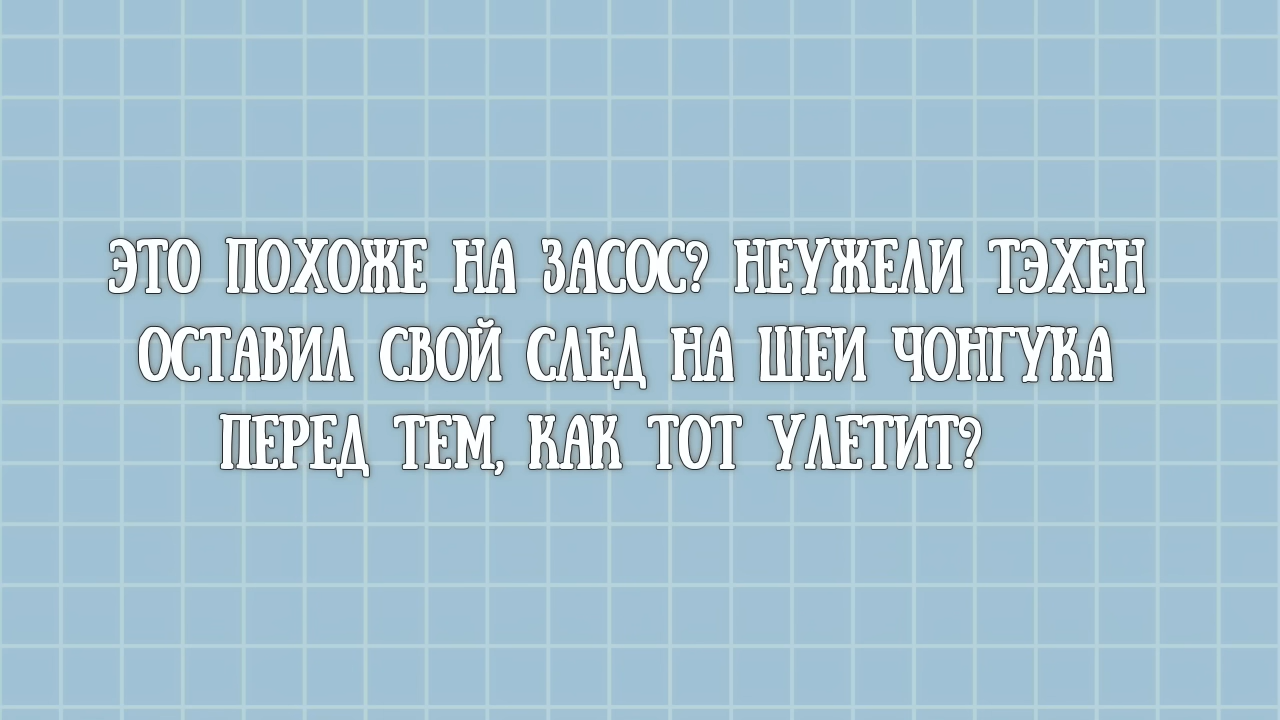 ЭТО ПОХОЖЕ НА ЗАСОС? НЕУЖЕЛИ ТЭХЕН
ОСТАВИЛ СВОЙ СЛЕД НА ШЕИ ЧОНГУКА
ПЕРЕД ТЕМ, КАК ТОТ УЛЕТИТ?